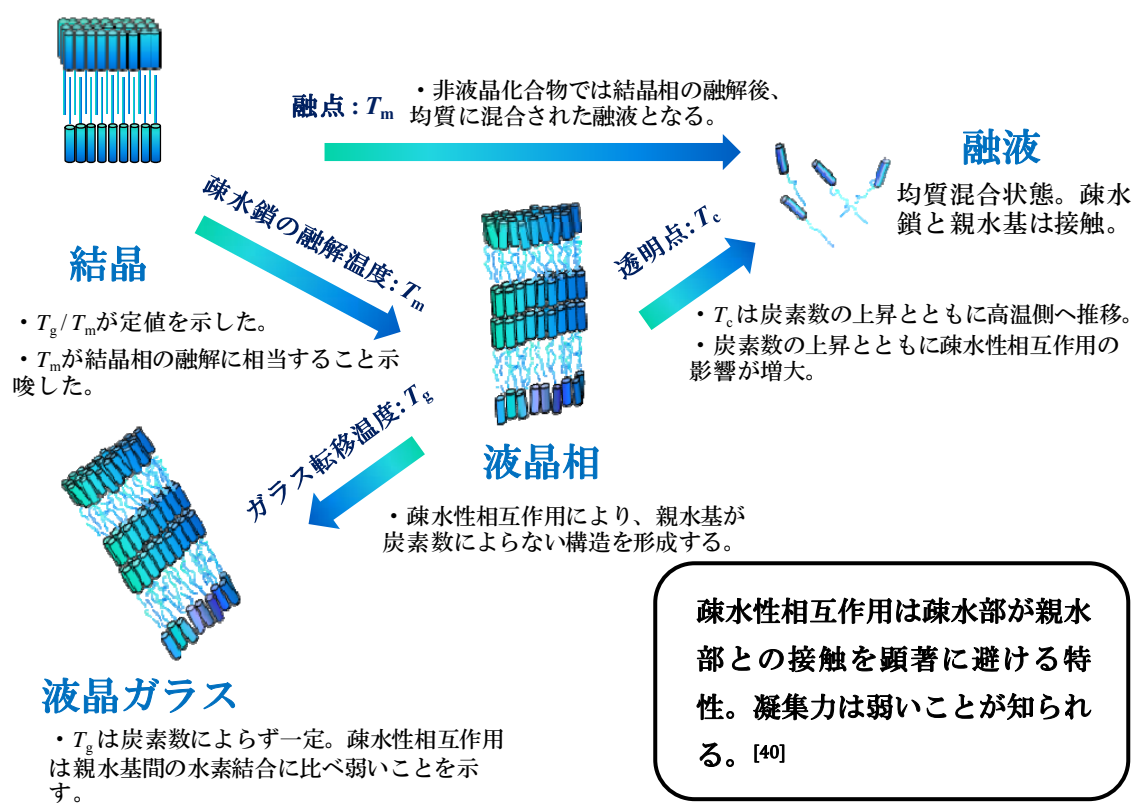 融点：Tm
・非液晶化合物では結晶相の融解後、
均質に混合された融液となる。
融液
均質混合状態。疎水
鎖と親水基は接触。
疎水鎖の融解温度：Tm
透明点：Tc
結晶
・Tg/Tmが定値を示した。
・Tmが結晶相の融解に相当すること示
唆した。
・Tcは炭素数の上昇とともに高温側へ推移。
・炭素数の上昇とともに疎水性相互作用の
影響が増大。
ガラス転移温度：Tg
液晶相
・疎水性相互作用により、親水基が
炭素数によらない構造を形成する。
液晶ガラス
・Tgは炭素数によらず一定。疎水性相互作用
は親水基間の水素結合に比べ弱いことを示
す。
疎水性相互作用は疎水部が親水
部との接触を顕著に避ける特
性。凝集力は弱いことが知られ
る。[40]